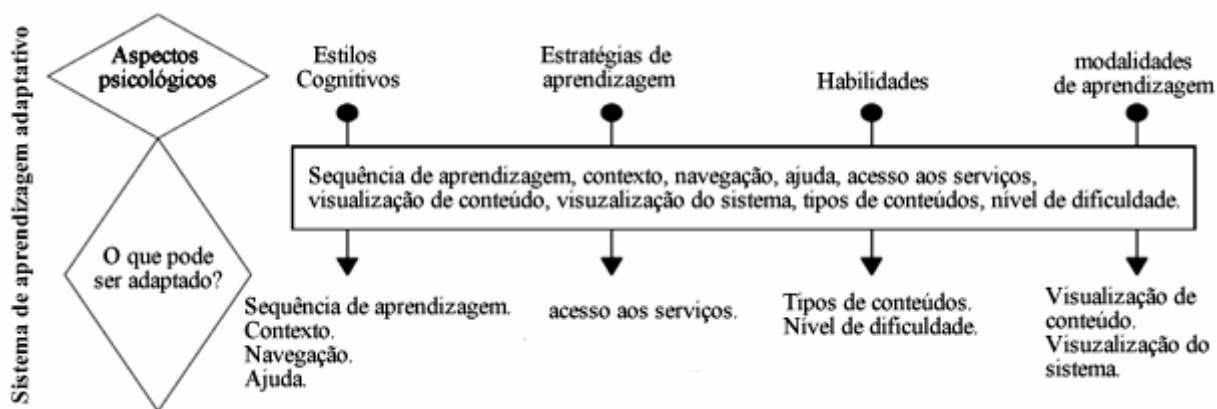 Sistema de aprendizagem adaptativo
Aspectos
psicológicos
Estilos
Cognitivos
Estratégias de
aprendizagem
Habilidades
modalidades
de aprendizagem
Sequência de aprendizagem, contexto, navegação, ajuda, acesso aos serviços,
visualização de conteúdo, visuzalização do sistema, tipos de conteúdos, nível de dificuldade.
O que pode
ser adaptado?
Sequência de aprendizagem.
Contexto.
Navegação.
Ajuda.
acesso aos serviços.
Tipos de conteúdos.
Nível de dificuldade.
Visualização de
conteúdo.
Visuzalização do
sistema.